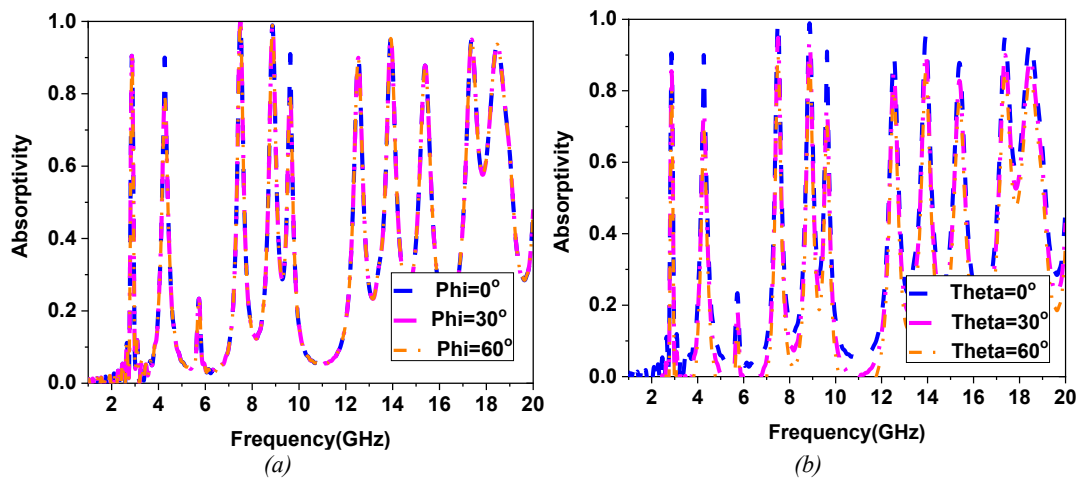 1.0
0.8
0.6
0.4
0.2
0.0
Absorptivity
2 4 6 8 10 12 14 16 18 20
Frequency(GHz)
Phi=0°
Phi=30°
Phi=60°
(a)
1.0
0.8
0.6
0.4
0.2
0.0
Absorptivity
2 4 6 8 10 12 14 16 18 20
Frequency(GHz)
Theta=0°
Theta=30°
Theta=60°
(b)